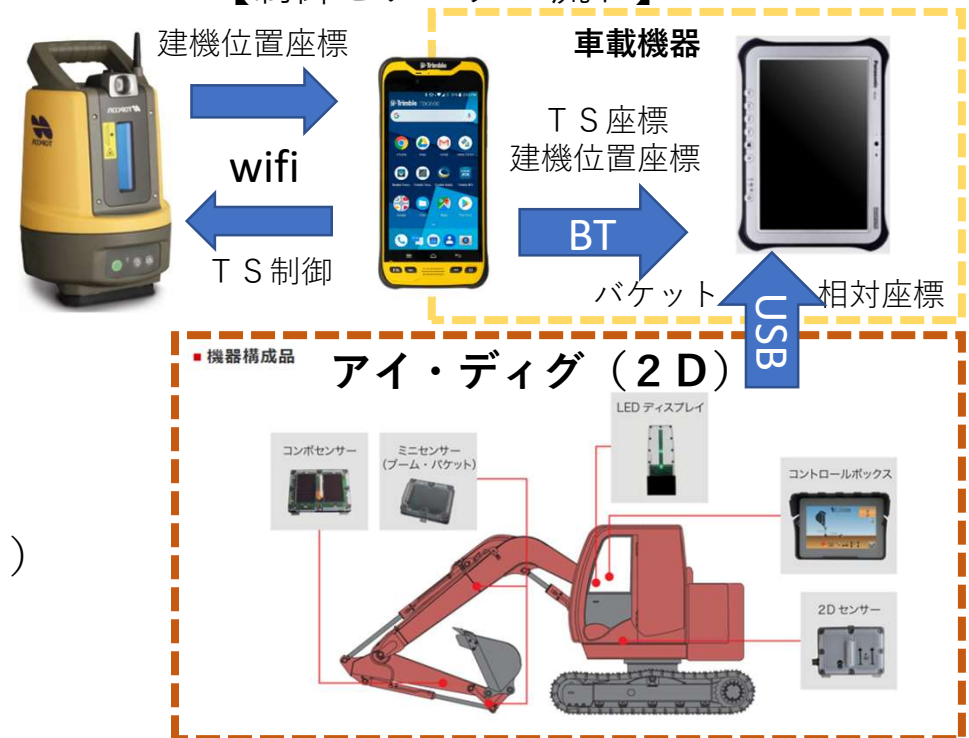 建機位置座標
wifi
ＴＳ制御
TOPCON
Trimble
Trimble
車載機器
ＴＳ座標
建機位置座標
BT
Panasonic
バケット
相対座標
USB
■機器構成品
アイ・ディグ（２Ｄ）
LED ディスプレイ
コンボセンサー
ミニセンサー
(ブーム・バケット)
コントロールボックス
2D センサー
）